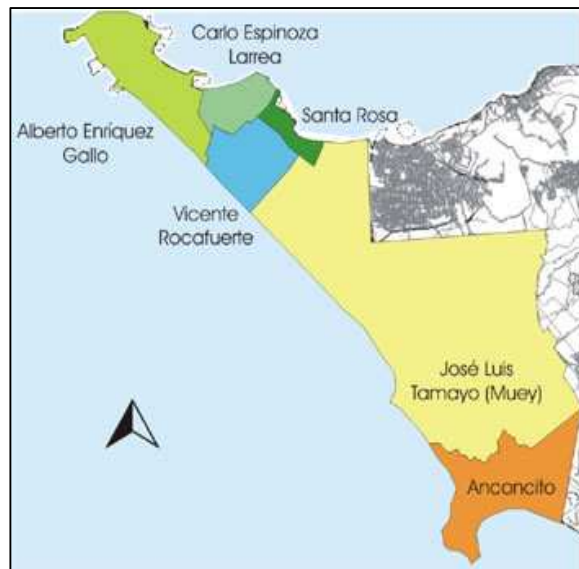 Carlo Espinoza
Larrea
Santa Rosa
Alberto Enríquez
Gallo
Vicente
Rocafuerte
José Luis
Tamayo (Muey)
Anconcito